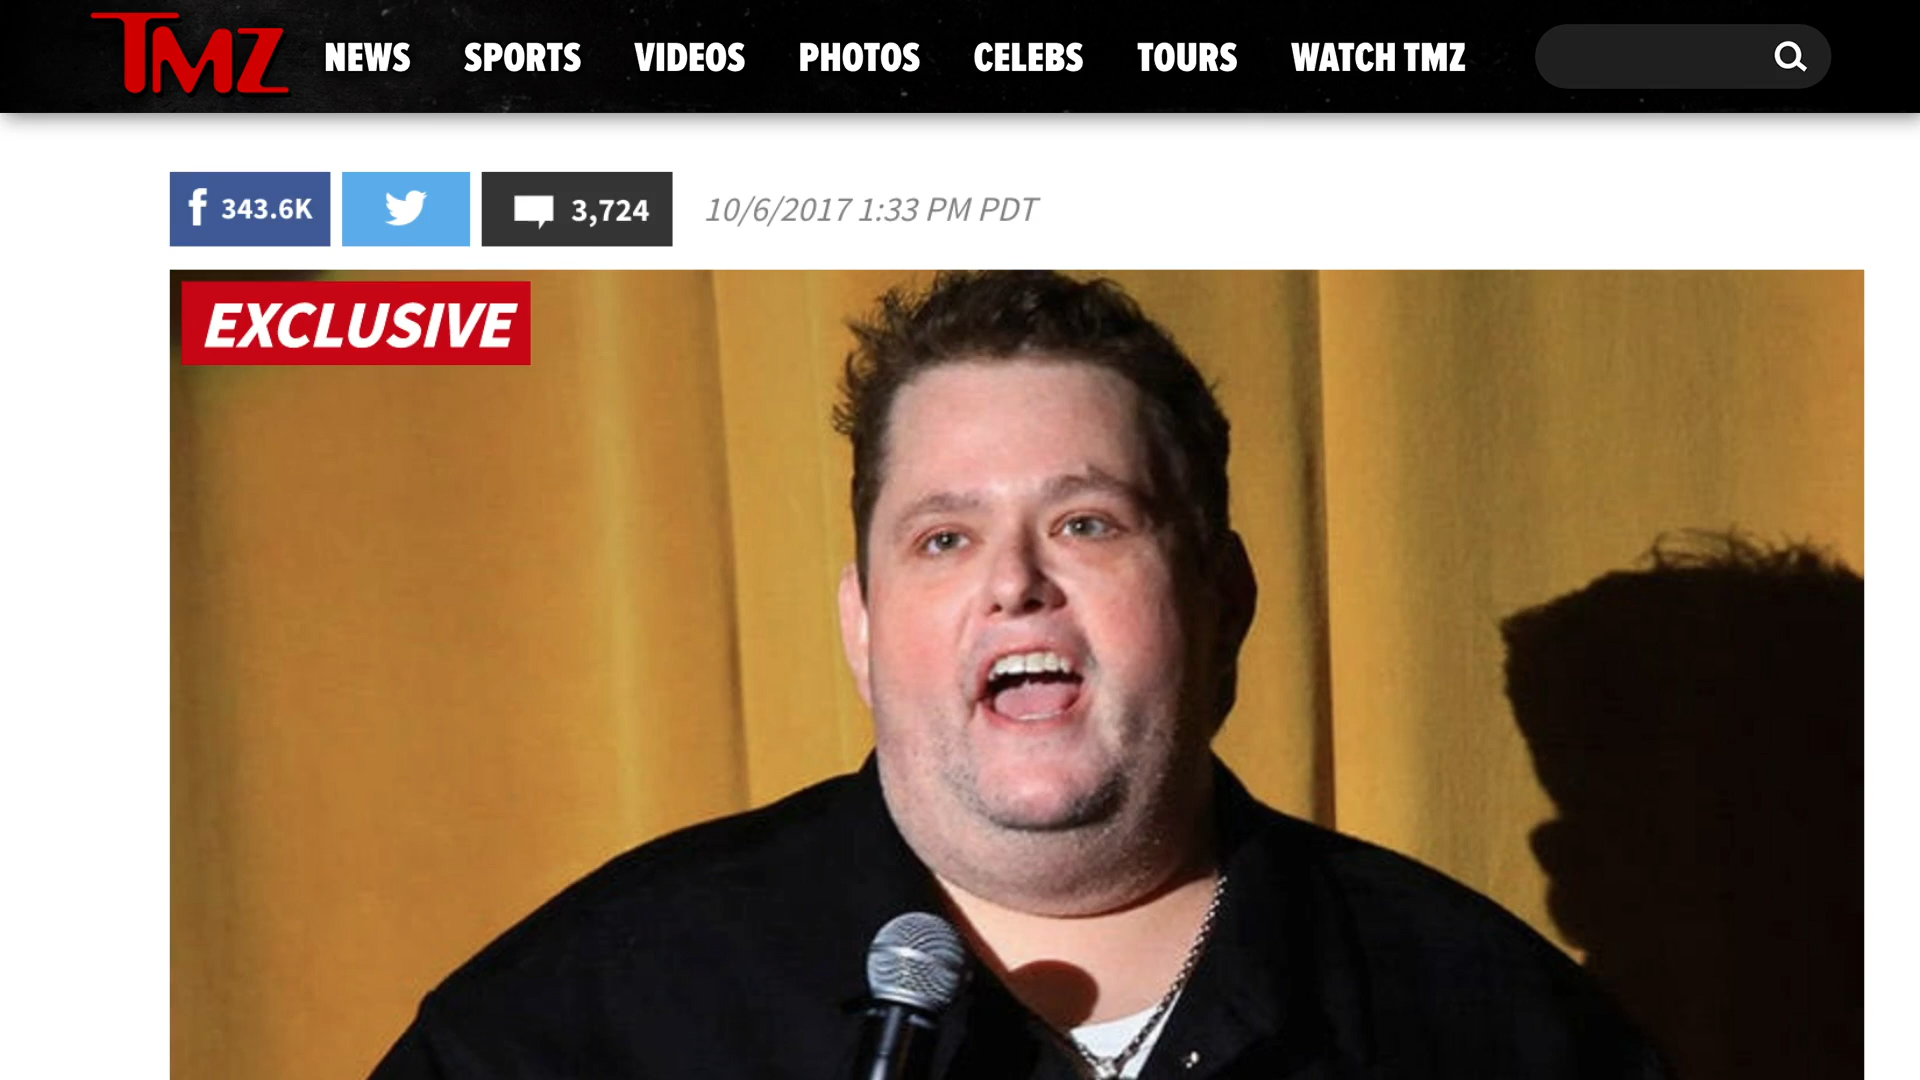 TMZ NEWS SPORTS VIDEOS PHOTOS CELEBS TOURS WATCH TMZ
343.6K 3,724 10/6/2017 1:33 PM PDT
EXCLUSIVE